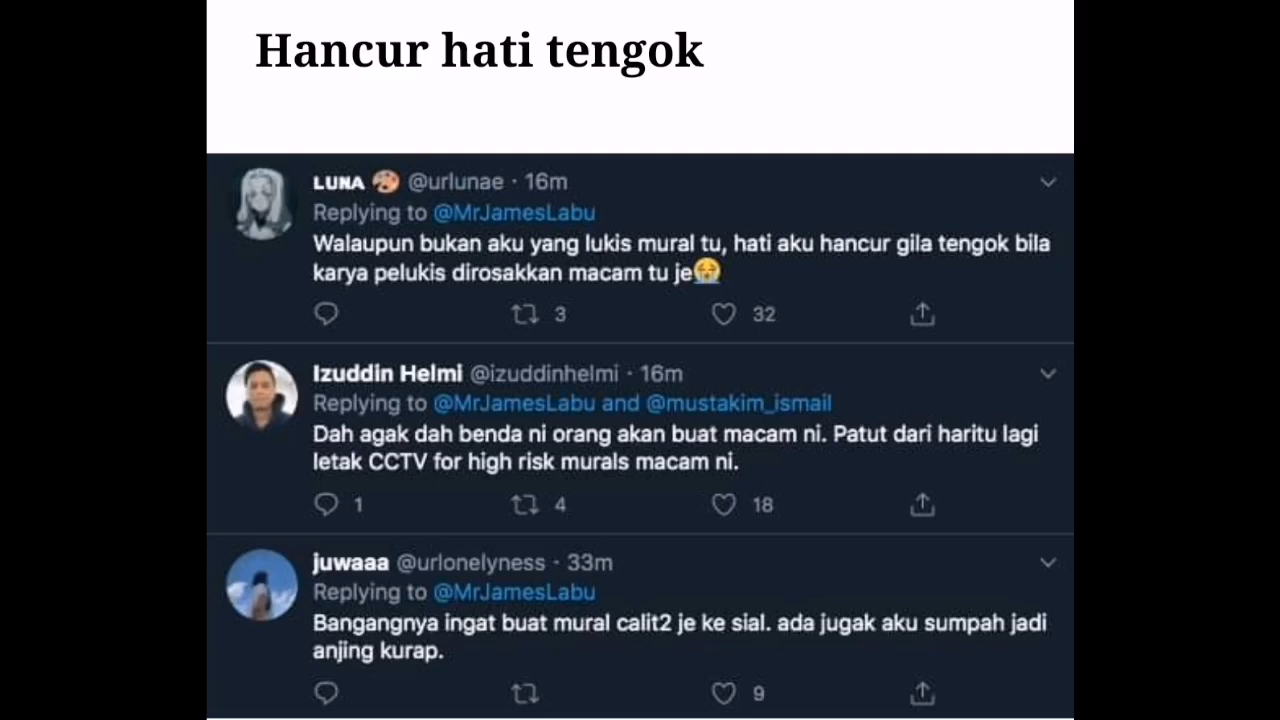 Hancur hati tengok
LUNA 🎨 @urlunae · 16m
Replying to @MrJamesLabu
Walaupun bukan aku yang lukis mural tu, hati aku hancur gila tengok bila
karya pelukis dirosakkan macam tu je😭
3 32
Izuddin Helmi @izuddinhelmi · 16m
Replying to @MrJamesLabu and @mustakim_ismail
Dah agak dah benda ni orang akan buat macam ni. Patut dari haritu lagi
letak CCTV for high risk murals macam ni.
1 4 18
juwaaa @urlonelyness · 33m
Replying to @MrJamesLabu
Bangangnya ingat buat mural calit2 je ke sial. ada jugak aku sumpah jadi
anjing kurap.
9